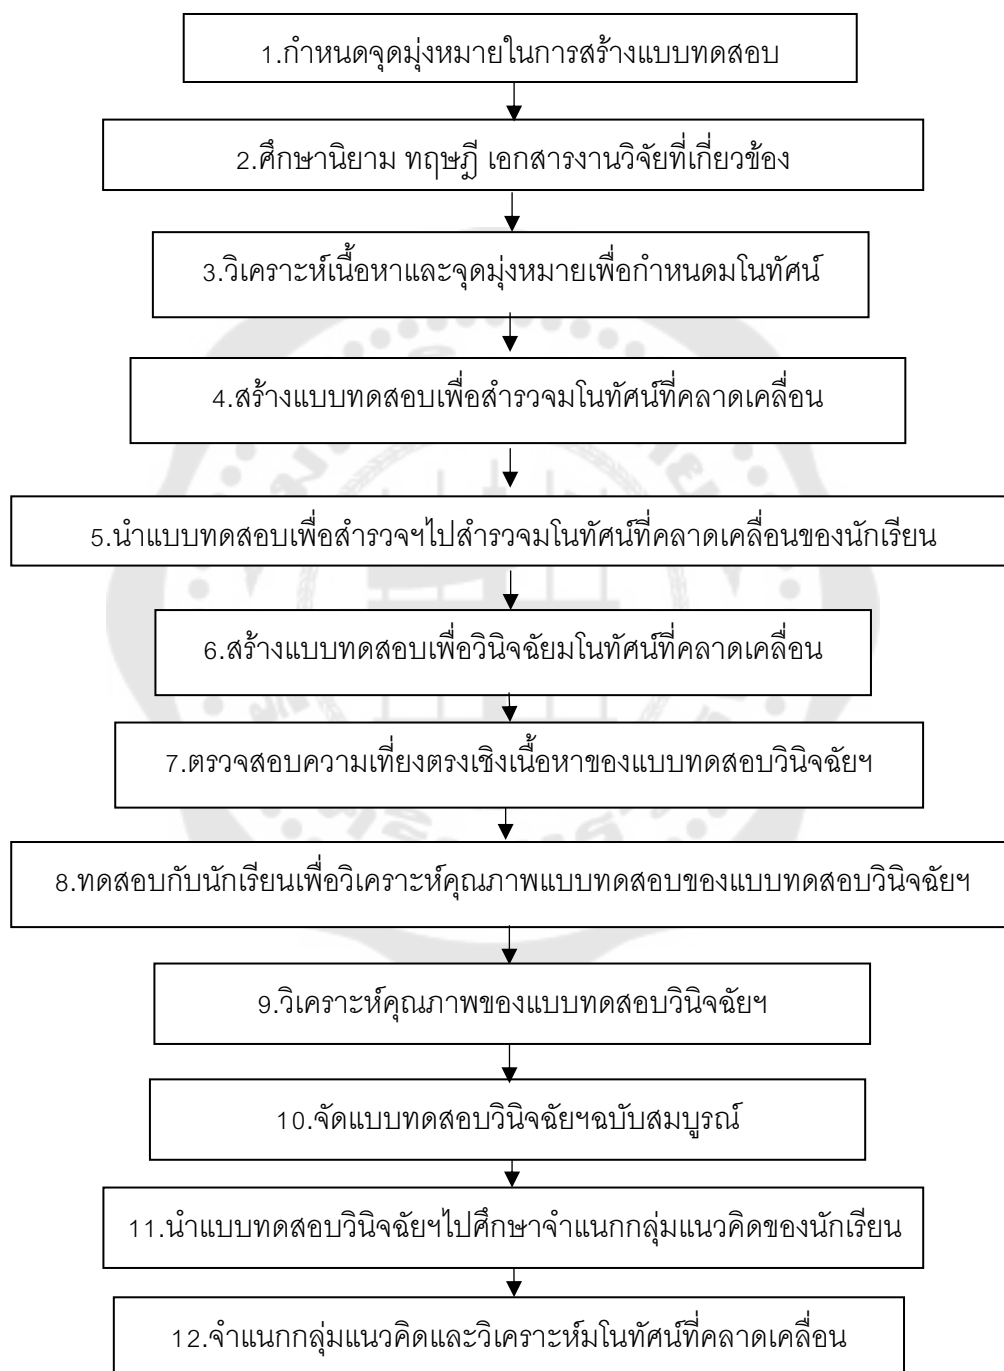 1.กำหนดจุดมุ่งหมายในการสร้างแบบทดสอบ
2.ศึกษานิยาม ทฤษฎี เอกสารงานวิจัยที่เกี่ยวข้อง
3.วิเคราะห์เนื้อหาและจุดมุ่งหมายเพื่อกำหนดมโนทัศน์
4.สร้างแบบทดสอบเพื่อสำรวจมโนทัศน์ที่คลาดเคลื่อน
5.นำแบบทดสอบเพื่อสำรวจฯไปสำรวจมโนทัศน์ที่คลาดเคลื่อนของนักเรียน
6.สร้างแบบทดสอบเพื่อวินิจฉัยมโนทัศน์ที่คลาดเคลื่อน
7.ตรวจสอบความเที่ยงตรงเชิงเนื้อหาของแบบทดสอบวินิจฉัยฯ
8.ทดสอบกับนักเรียนเพื่อวิเคราะห์คุณภาพแบบทดสอบของแบบทดสอบวินิจฉัยฯ
9.วิเคราะห์คุณภาพของแบบทดสอบวินิจฉัยฯ
10.จัดแบบทดสอบวินิจฉัยฯฉบับสมบูรณ์
11.นำแบบทดสอบวินิจฉัยฯไปศึกษาจำแนกกลุ่มแนวคิดของนักเรียน
12.จำแนกกลุ่มแนวคิดและวิเคราะห์มโนทัศน์ที่คลาดเคลื่อน